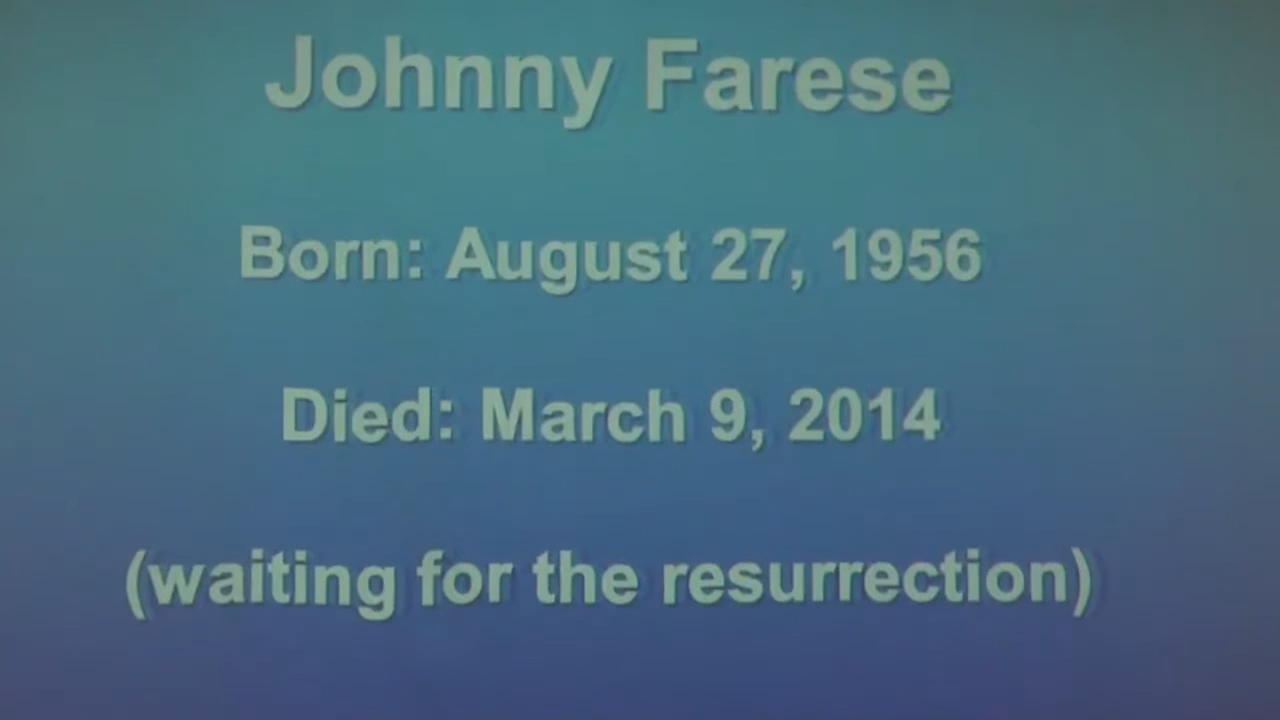 Johnny Farese
Born: August 27, 1956
Died: March 9, 2014
(waiting for the resurrection)